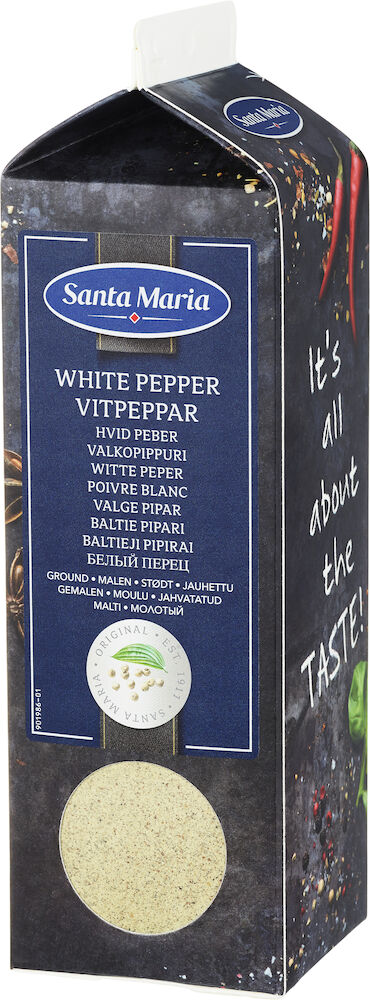 Santa Maria
Santa Maria
WHITE PEPPER
VITPEPPAR
HVID PEBER
VALKOPIPPURI
WITTE PEPER
POIVRE BLANC
VALGE PIPAR
BALTIE PIPARI
BALTIEJI PIPIRAI
БЕЛЫЙ ПЕРЕЦ
GROUND • MALEN • STØDT • JAUHETTU
GEMALEN • MOULU • JAHVATATUD
MALTI • МОЛОТЫЙ
ORIGINAL • EST. 1911 • SANTA MARIA •
901986-01
It's
all
about
the
TASTE!